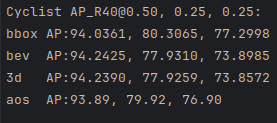 Cyclist AP_R40@0.50, 0.25, 0.25:
bbox AP:94.0361, 80.3065, 77.2998
bev  AP:94.2425, 77.9310, 73.8985
3d   AP:94.2390, 77.9259, 73.8572
aos  AP:93.89, 79.92, 76.90